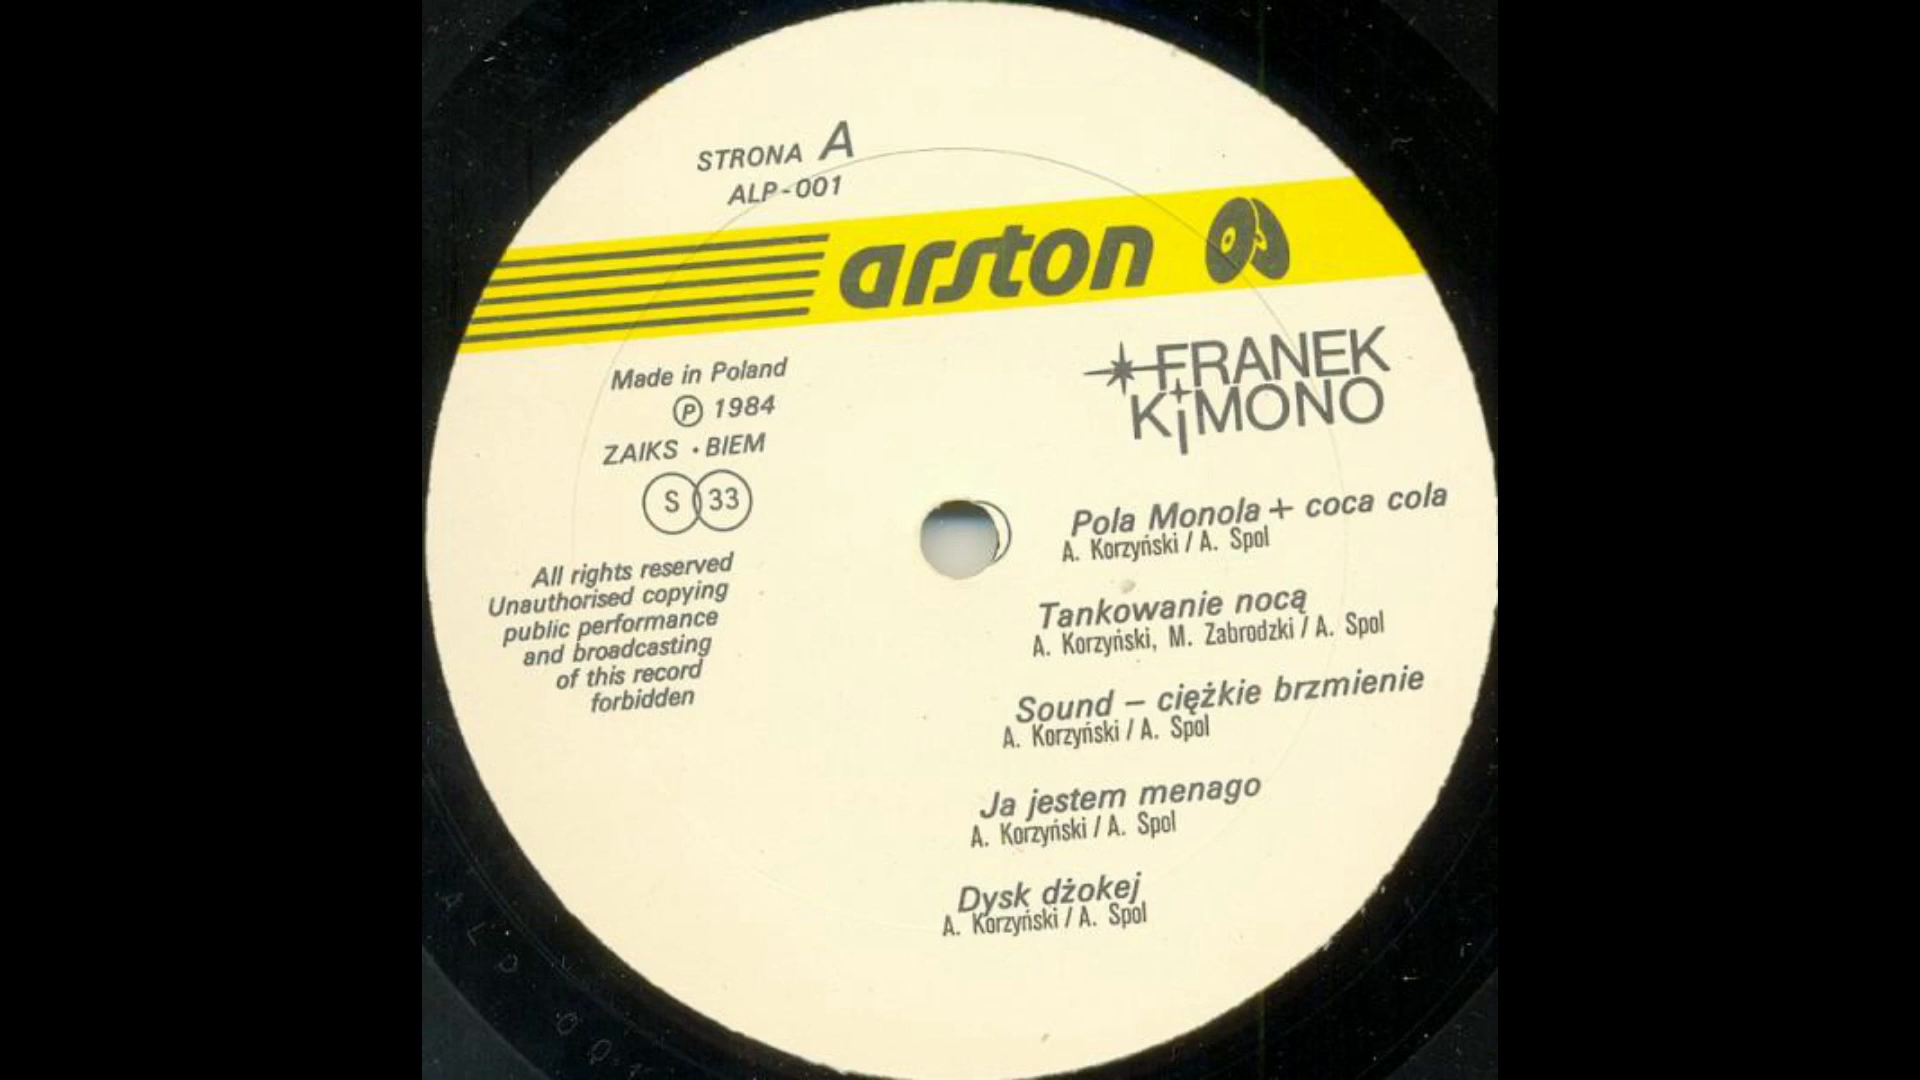 STRONA A
ALP-001
arston
FRANEK
KiMONO
Made in Poland
Ⓟ 1984
ZAIKS · BIEM
S 33
All rights reserved
Unauthorised copying
public performance
and broadcasting
of this record
forbidden
Pola Monola + coca cola
A. Korzyński / A. Spol
Tankowanie nocą
A. Korzyński, M. Zabrodzki / A. Spol
Sound – ciężkie brzmienie
A. Korzyński / A. Spol
Ja jestem menago
A. Korzyński / A. Spol
Dysk dżokej
A. Korzyński / A. Spol